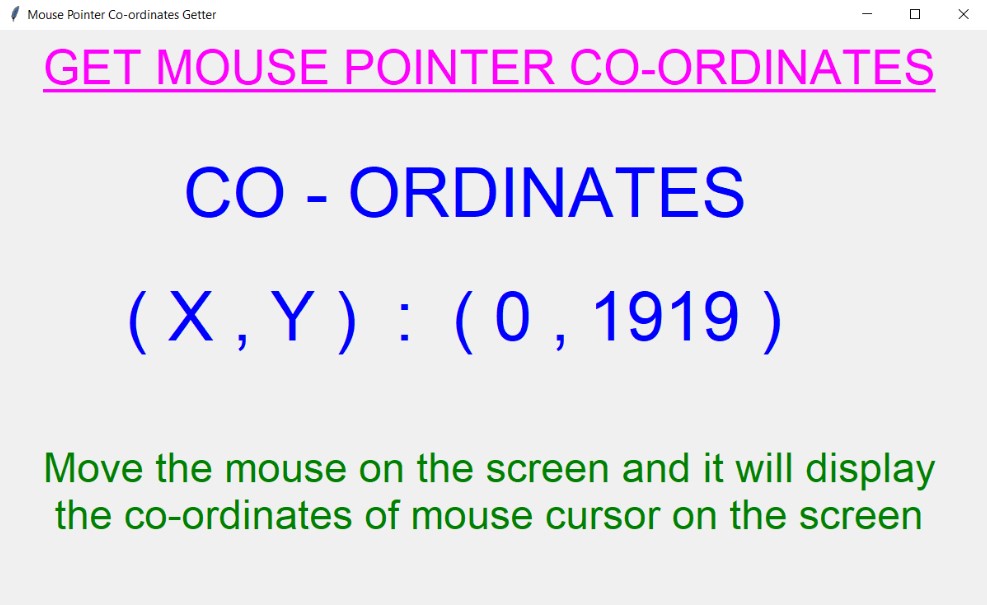 Mouse Pointer Co-ordinates Getter
GET MOUSE POINTER CO-ORDINATES
CO - ORDINATES
( X , Y ) : ( 0 , 1919 )
Move the mouse on the screen and it will display
the co-ordinates of mouse cursor on the screen